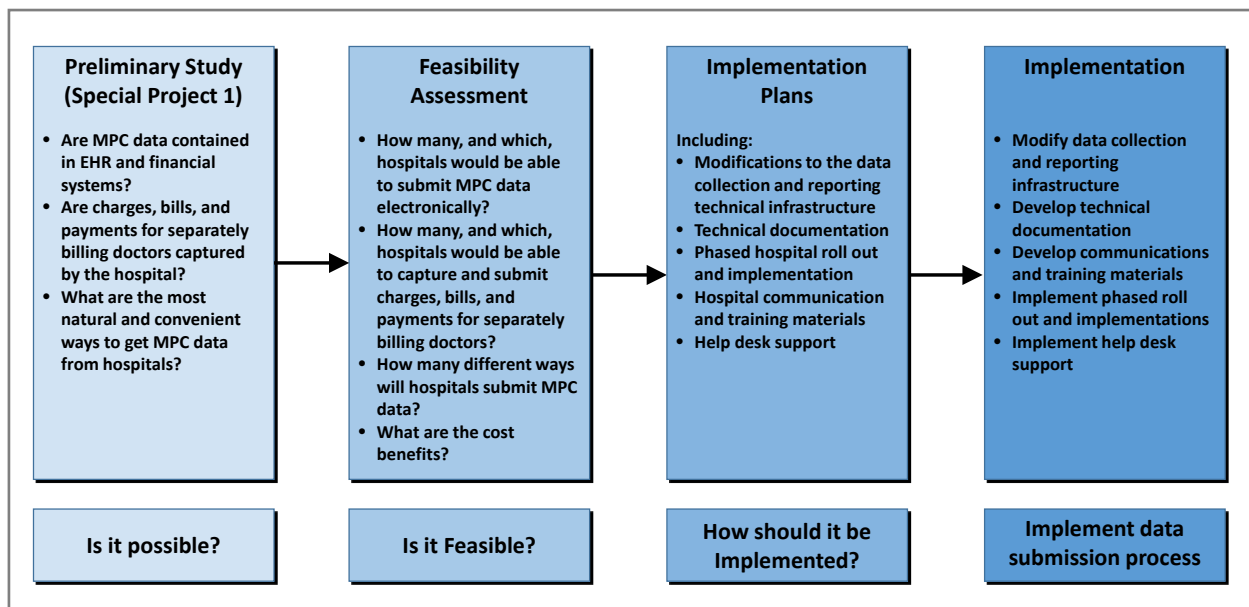 Preliminary Study
(Special Project 1)
• Are MPC data contained
in EHR and financial
systems?
• Are charges, bills, and
payments for separately
billing doctors captured
by the hospital?
• What are the most
natural and convenient
ways to get MPC data
from hospitals?
Is it possible?
Feasibility
Assessment
• How many, and which,
hospitals would be able
to submit MPC data
electronically?
• How many, and which,
hospitals would be able
to capture and submit
charges, bills, and
payments for separately
billing doctors?
• How many different ways
will hospitals submit MPC
data?
• What are the cost
benefits?
Is it Feasible?
Implementation
Plans
Including:
• Modifications to the data
collection and reporting
technical infrastructure
• Technical documentation
• Phased hospital roll out
and implementation
• Hospital communication
and training materials
• Help desk support
How should it be
Implemented?
Implementation
• Modify data collection
and reporting
infrastructure
• Develop technical
documentation
• Develop communications
and training materials
• Implement phased roll
out and implementations
• Implement help desk
support
Implement data
submission process